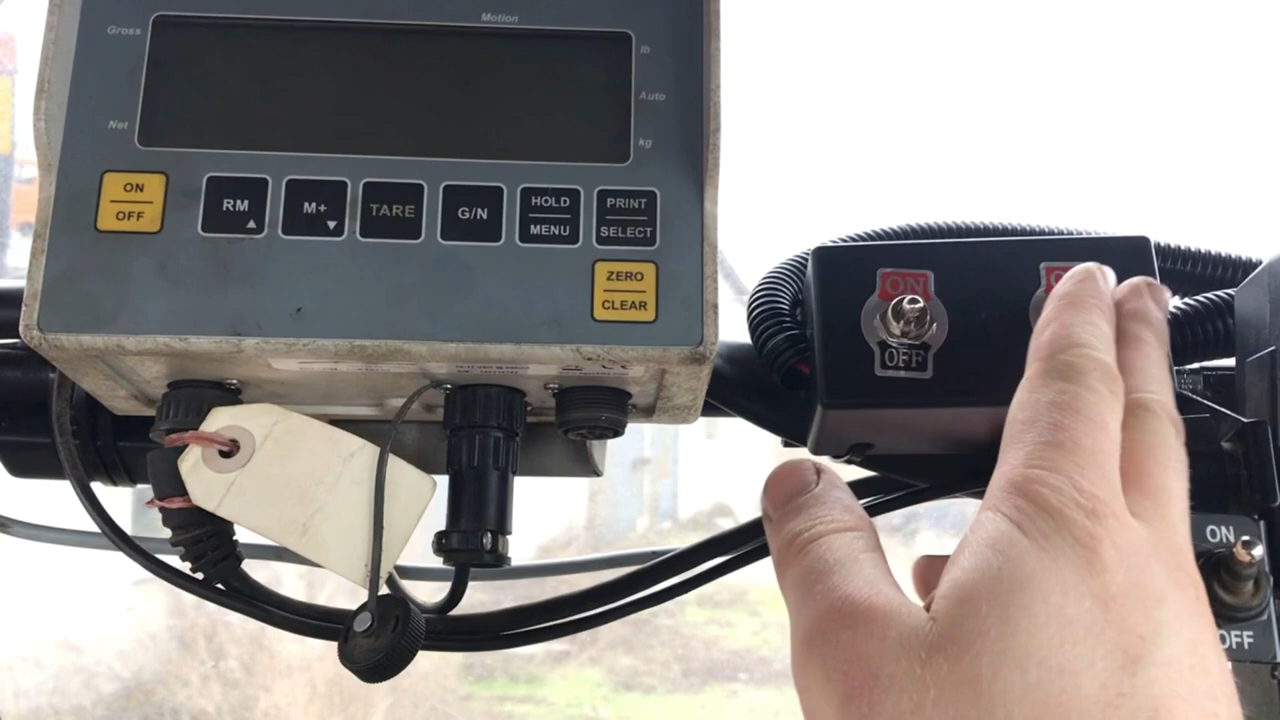 Motion
Gross
lb
Auto
Net
kg
ON
OFF
RM
M+
TARE
G/N
HOLD
MENU
PRINT
SELECT
ZERO
CLEAR
ON
OFF
ON
OFF